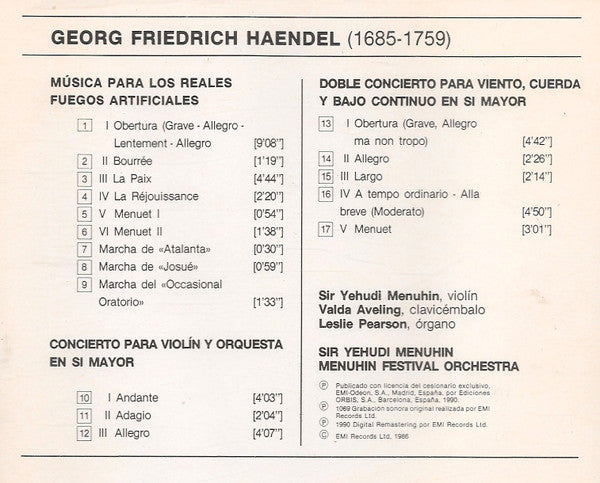 GEORG FRIEDRICH HAENDEL (1685-1759)
MÚSICA PARA LOS REALES
FUEGOS ARTIFICIALES
1 I Obertura (Grave - Allegro -
Lentement - Allegro [9'08"]
2 II Bourrée [1'19"]
3 III La Paix [4'44"]
4 IV La Réjouissance [2'20"]
5 V Menuet I [0'54"]
6 VI Menuet II [1'38"]
7 Marcha de «Atalanta» [0'30"]
8 Marcha de «Josué» [0'59"]
9 Marcha del «Occasional
Oratorio» [1'33"]
CONCIERTO PARA VIOLÍN Y ORQUESTA
EN SI MAYOR
10 I Andante [4'03"]
11 II Adagio [2'04"]
12 III Allegro [4'07"]
DOBLE CONCIERTO PARA VIENTO, CUERDA
Y BAJO CONTINUO EN SI MAYOR
13 I Obertura (Grave, Allegro
ma non tropo) [4'42"]
14 II Allegro [2'26"]
15 III Largo [2'14"]
16 IV A tempo ordinario - Alla
breve (Moderato) [4'50"]
17 V Menuet [3'01"]
Sir Yehudi Menuhin, violín
Valda Aveling, clavicémbalo
Leslie Pearson, órgano
SIR YEHUDI MENUHIN
MENUHIN FESTIVAL ORCHESTRA
Ⓟ Publicado con licencia del cesionario exclusivo,
EMI-Odeon, S.A., Madrid, España, por Ediciones
ORBIS, S.A., Barcelona, España, 1990.
Ⓟ 1069 Grabación sonora original realizada por EMI
Records Ltd.
Ⓟ 1990 Digital Remastering por EMI Records Ltd.
© EMI Records Ltd. 1986